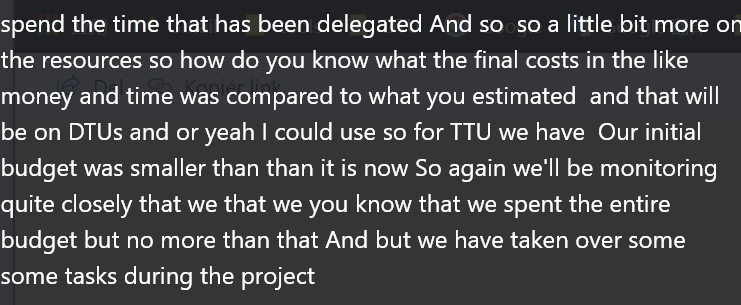 spend the time that has been delegated And so  so a little bit more on
the resources so how do you know what the final costs in the like
money and time was compared to what you estimated  and that will
be on DTUs and or yeah I could use so for TTU we have  Our initial
budget was smaller than than it is now So again we'll be monitoring
quite closely that we that we you know that we spent the entire
budget but no more than that And but we have taken over some
some tasks during the project
Del
Kopiér link